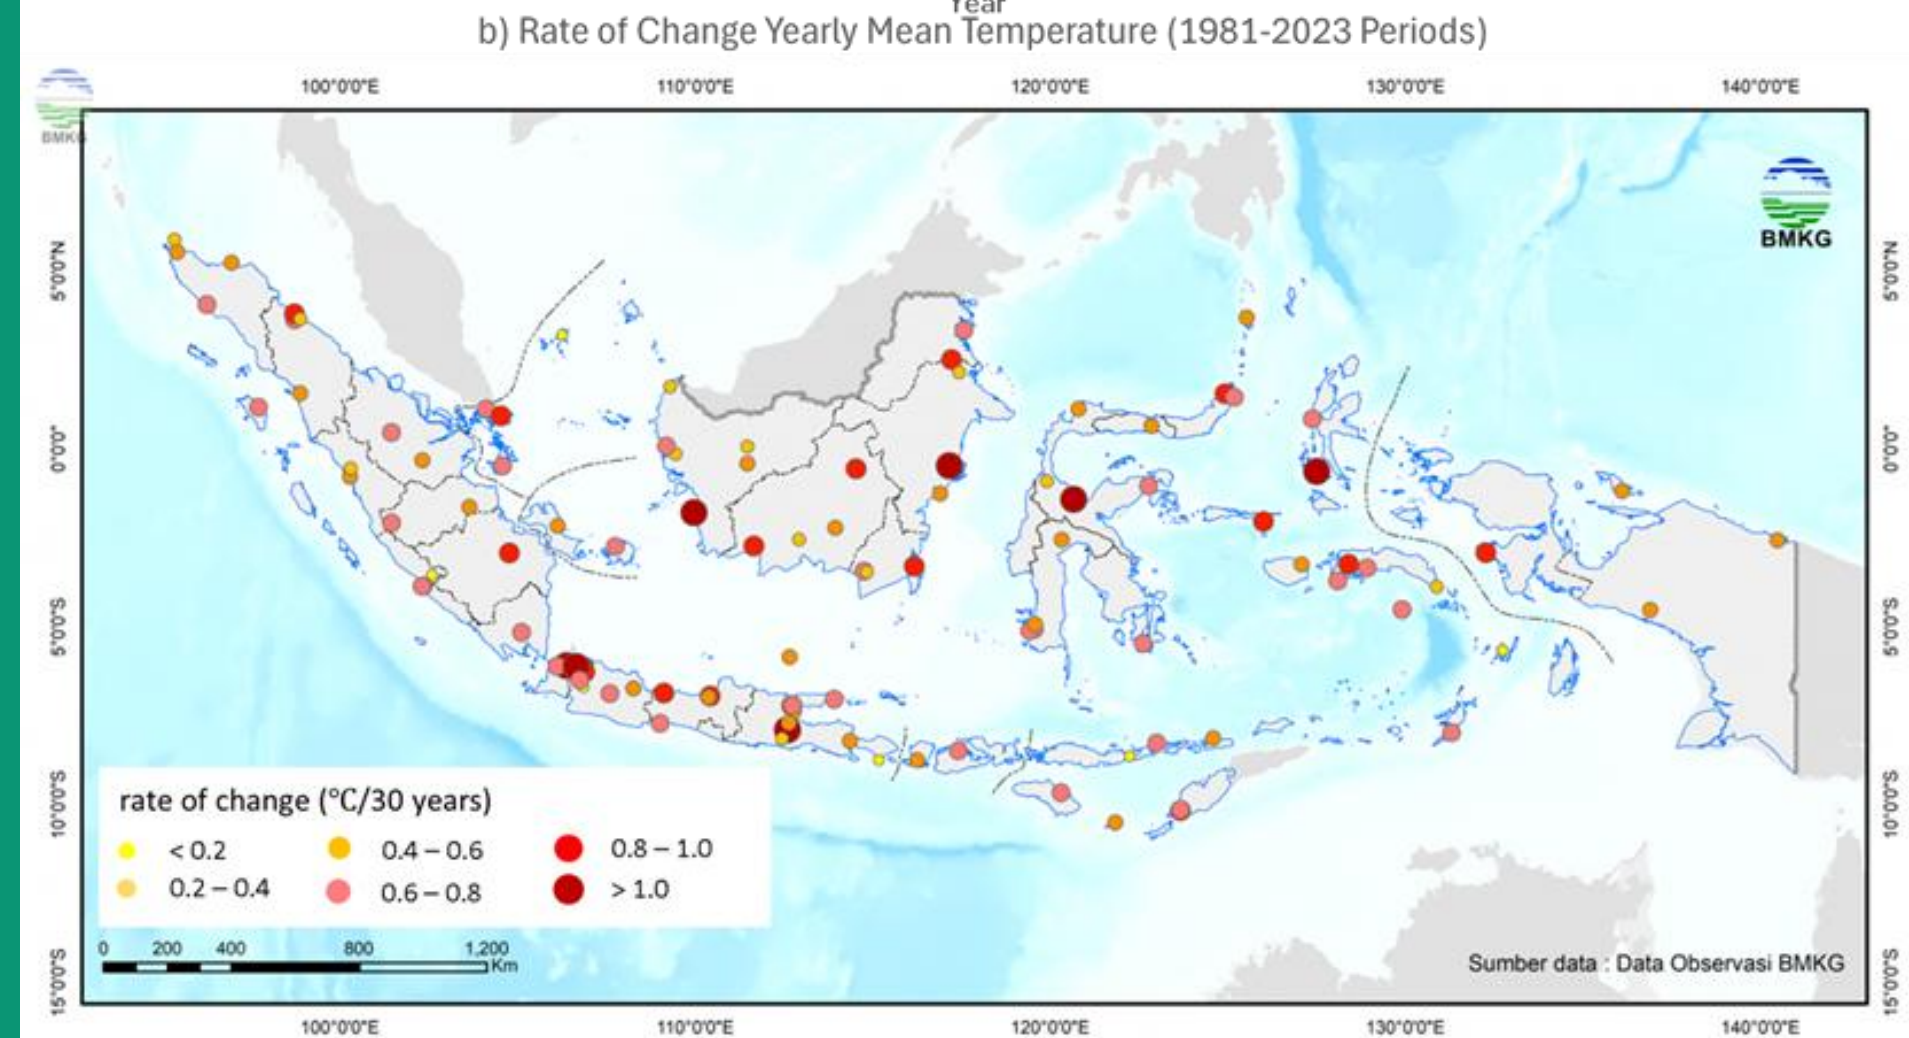 Year
b) Rate of Change Yearly Mean Temperature (1981-2023 Periods)
BMKG
100°0'0"E 110°0'0"E 120°0'0"E 130°0'0"E 140°0'0"E
5°0'0"N
0°0'0"
5°0'0"S
10°0'0"S
15°0'0"S
BMKG
5°0'0"N
0°0'0"
5°0'0"S
10°0'0"S
15°0'0"S
rate of change (°C/30 years)
< 0.2 0.4 – 0.6 0.8 – 1.0
0.2 – 0.4 0.6 – 0.8 > 1.0
0 200 400 800 1,200
Km
Sumber data : Data Observasi BMKG
100°0'0"E 110°0'0"E 120°0'0"E 130°0'0"E 140°0'0"E